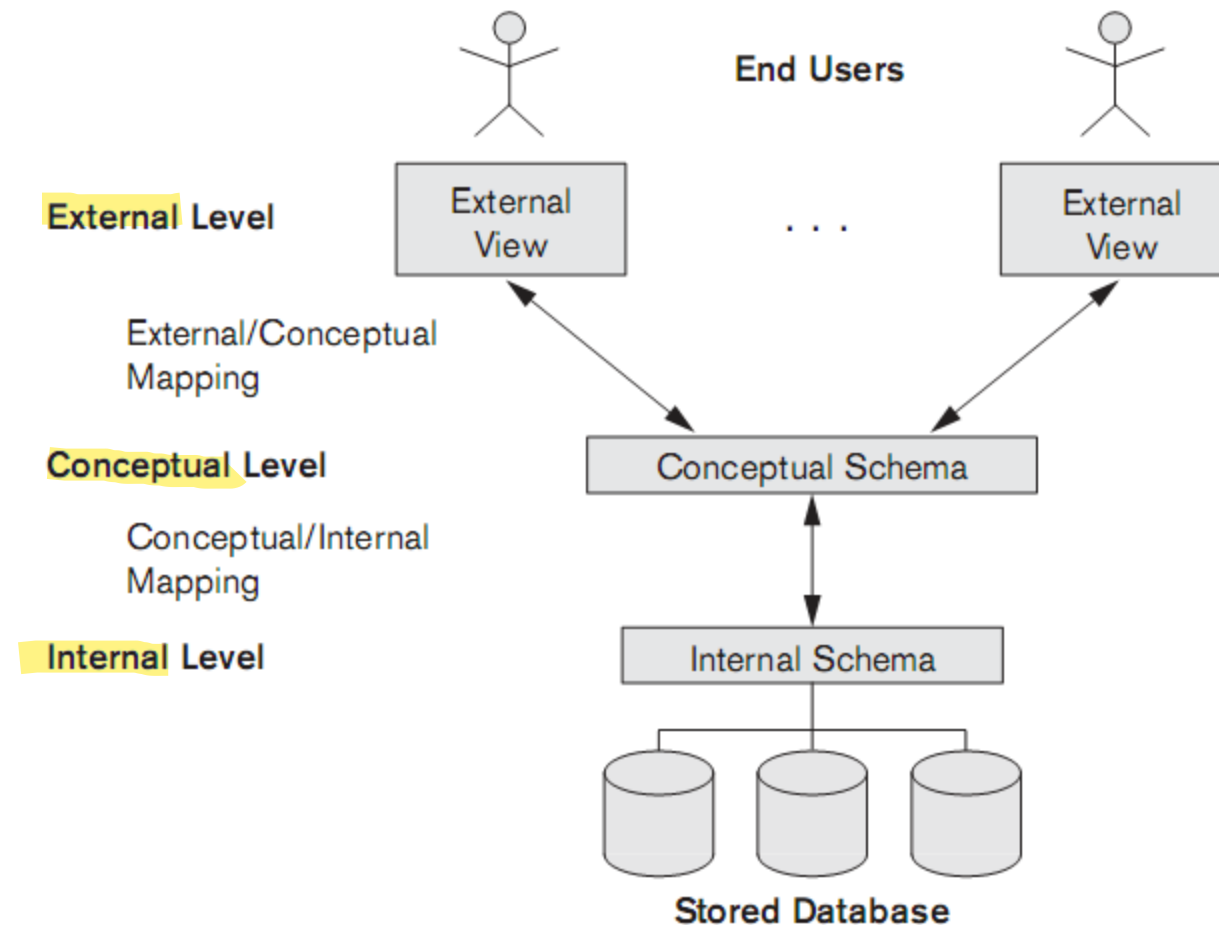 End Users
External Level
External
View
. . .
External
View
External/Conceptual
Mapping
Conceptual Level
Conceptual Schema
Conceptual/Internal
Mapping
Internal Level
Internal Schema
Stored Database